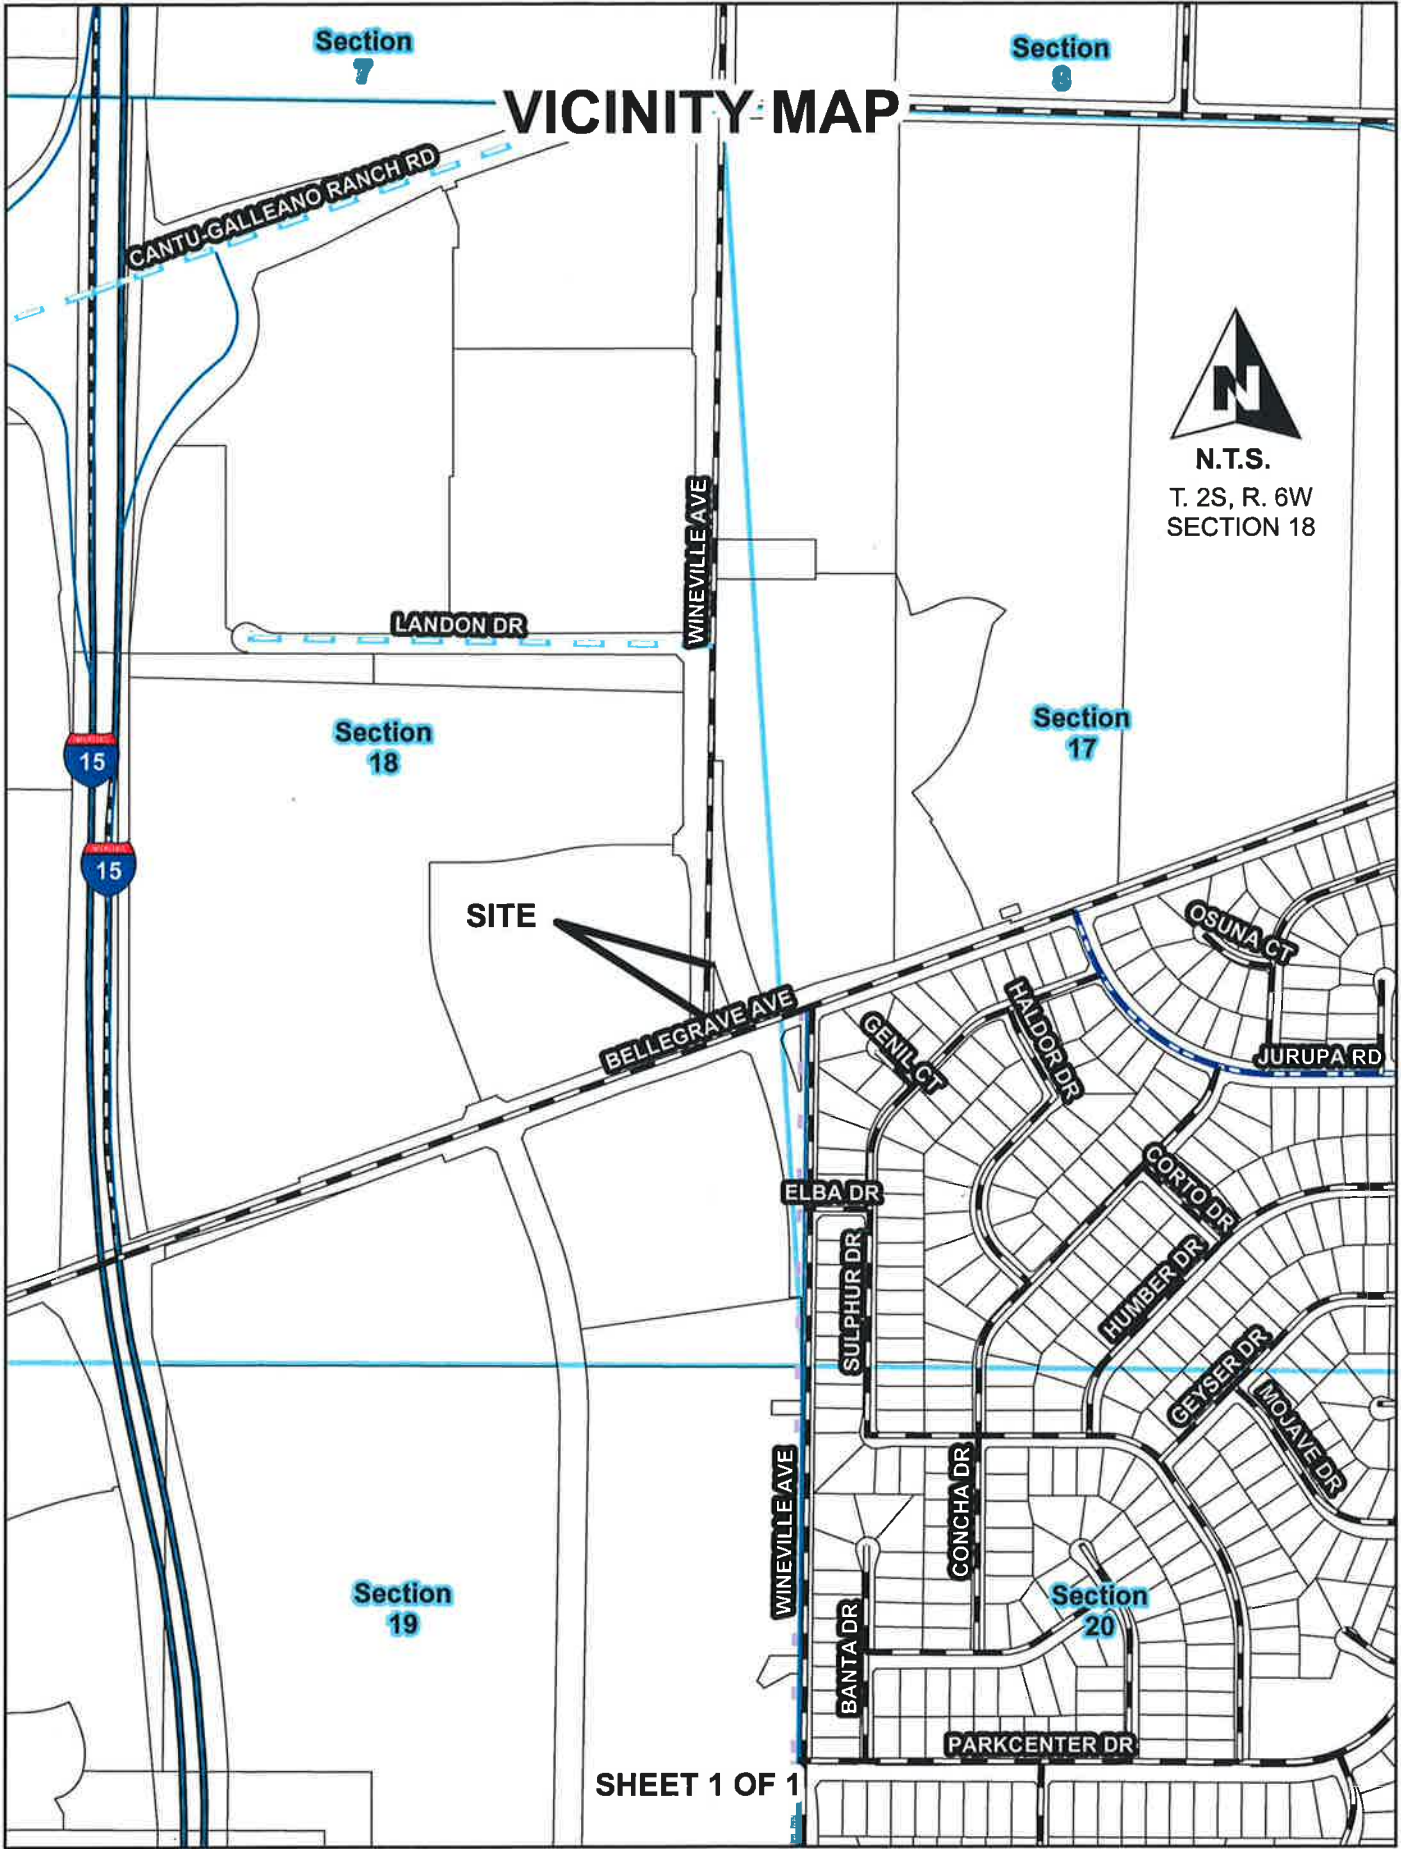 Section
7
Section
8
VICINITY MAP
CANTU-GALLEANO RANCH RD
N
N.T.S.
T. 2S, R. 6W
SECTION 18
WINEVILLE AVE
LANDON DR
Section
18
Section
17
15
15
SITE
OSUNA CT
BELLEGRAVE AVE
GENIL CT
HALDOR DR
JURUPA RD
ELBA DR
CORTO DR
SULPHUR DR
HUMBER DR
GEYSER DR
MOJAVE DR
WINEVILLE AVE
CONCHA DR
Section
19
Section
20
BANTA DR
PARKCENTER DR
SHEET 1 OF 1